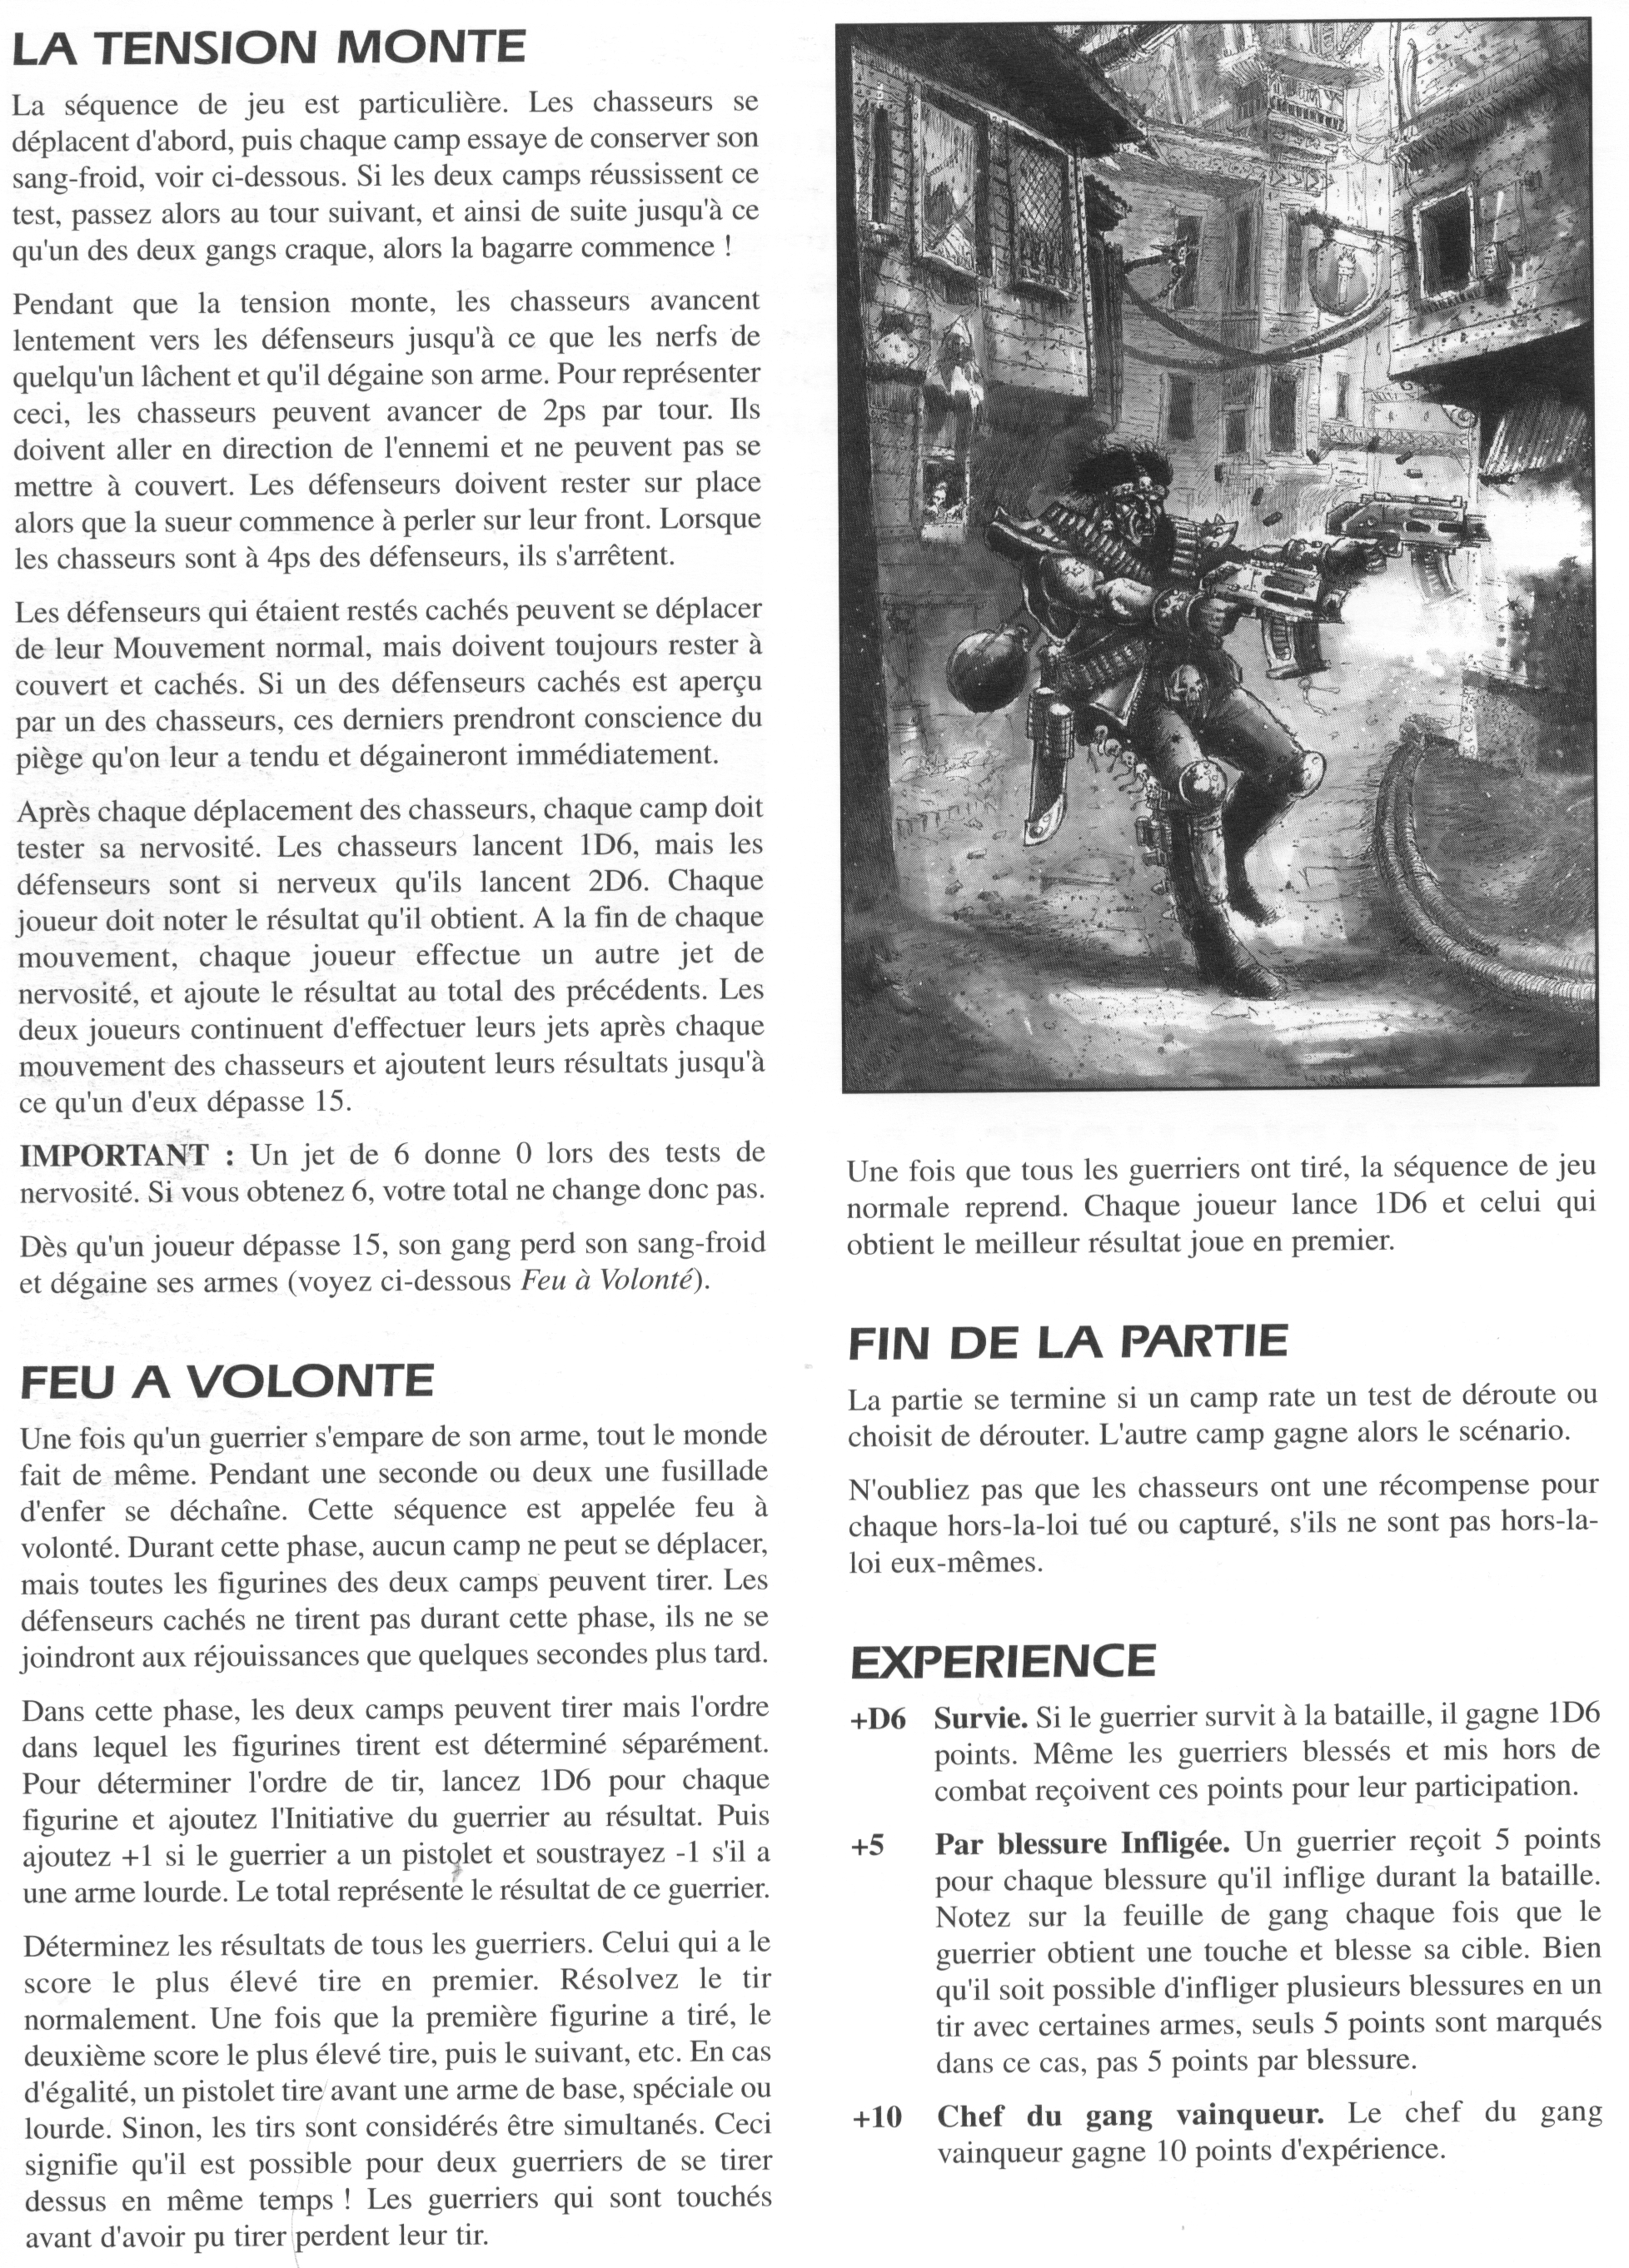 LA TENSION MONTE
La séquence de jeu est particulière. Les chasseurs se
déplacent d'abord, puis chaque camp essaye de conserver son
sang-froid, voir ci-dessous. Si les deux camps réussissent ce
test, passez alors au tour suivant, et ainsi de suite jusqu'à ce
qu'un des deux gangs craque, alors la bagarre commence !
Pendant que la tension monte, les chasseurs avancent
lentement vers les défenseurs jusqu'à ce que les nerfs de
quelqu'un lâchent et qu'il dégaine son arme. Pour représenter
ceci, les chasseurs peuvent avancer de 2ps par tour. Ils
doivent aller en direction de l'ennemi et ne peuvent pas se
mettre à couvert. Les défenseurs doivent rester sur place
alors que la sueur commence à perler sur leur front. Lorsque
les chasseurs sont à 4ps des défenseurs, ils s'arrêtent.
Les défenseurs qui étaient restés cachés peuvent se déplacer
de leur Mouvement normal, mais doivent toujours rester à
couvert et cachés. Si un des défenseurs cachés est aperçu
par un des chasseurs, ces derniers prendront conscience du
piège qu'on leur a tendu et dégaineront immédiatement.
Après chaque déplacement des chasseurs, chaque camp doit
tester sa nervosité. Les chasseurs lancent 1D6, mais les
défenseurs sont si nerveux qu'ils lancent 2D6. Chaque
joueur doit noter le résultat qu'il obtient. A la fin de chaque
mouvement, chaque joueur effectue un autre jet de
nervosité, et ajoute le résultat au total des précédents. Les
deux joueurs continuent d'effectuer leurs jets après chaque
mouvement des chasseurs et ajoutent leurs résultats jusqu'à
ce qu'un d'eux dépasse 15.
IMPORTANT : Un jet de 6 donne 0 lors des tests de
nervosité. Si vous obtenez 6, votre total ne change donc pas.
Dès qu'un joueur dépasse 15, son gang perd son sang-froid
et dégaine ses armes (voyez ci-dessous Feu à Volonté).
FEU A VOLONTE
Une fois qu'un guerrier s'empare de son arme, tout le monde
fait de même. Pendant une seconde ou deux une fusillade
d'enfer se déchaîne. Cette séquence est appelée feu à
volonté. Durant cette phase, aucun camp ne peut se déplacer,
mais toutes les figurines des deux camps peuvent tirer. Les
défenseurs cachés ne tirent pas durant cette phase, ils ne se
joindront aux réjouissances que quelques secondes plus tard.
Dans cette phase, les deux camps peuvent tirer mais l'ordre
dans lequel les figurines tirent est déterminé séparément.
Pour déterminer l'ordre de tir, lancez 1D6 pour chaque
figurine et ajoutez l'Initiative du guerrier au résultat. Puis
ajoutez +1 si le guerrier a un pistolet et soustrayez -1 s'il a
une arme lourde. Le total représente le résultat de ce guerrier.
Déterminez les résultats de tous les guerriers. Celui qui a le
score le plus élevé tire en premier. Résolvez le tir
normalement. Une fois que la première figurine a tiré, le
deuxième score le plus élevé tire, puis le suivant, etc. En cas
d'égalité, un pistolet tire avant une arme de base, spéciale ou
lourde. Sinon, les tirs sont considérés être simultanés. Ceci
signifie qu'il est possible pour deux guerriers de se tirer
dessus en même temps ! Les guerriers qui sont touchés
avant d'avoir pu tirer perdent leur tir.
Une fois que tous les guerriers ont tiré, la séquence de jeu
normale reprend. Chaque joueur lance 1D6 et celui qui
obtient le meilleur résultat joue en premier.
FIN DE LA PARTIE
La partie se termine si un camp rate un test de déroute ou
choisit de dérouter. L'autre camp gagne alors le scénario.
N'oubliez pas que les chasseurs ont une récompense pour
chaque hors-la-loi tué ou capturé, s'ils ne sont pas hors-la-
loi eux-mêmes.
EXPERIENCE
+D6 Survie. Si le guerrier survit à la bataille, il gagne 1D6
points. Même les guerriers blessés et mis hors de
combat reçoivent ces points pour leur participation.
+5 Par blessure Infligée. Un guerrier reçoit 5 points
pour chaque blessure qu'il inflige durant la bataille.
Notez sur la feuille de gang chaque fois que le
guerrier obtient une touche et blesse sa cible. Bien
qu'il soit possible d'infliger plusieurs blessures en un
tir avec certaines armes, seuls 5 points sont marqués
dans ce cas, pas 5 points par blessure.
+10 Chef du gang vainqueur. Le chef du gang
vainqueur gagne 10 points d'expérience.